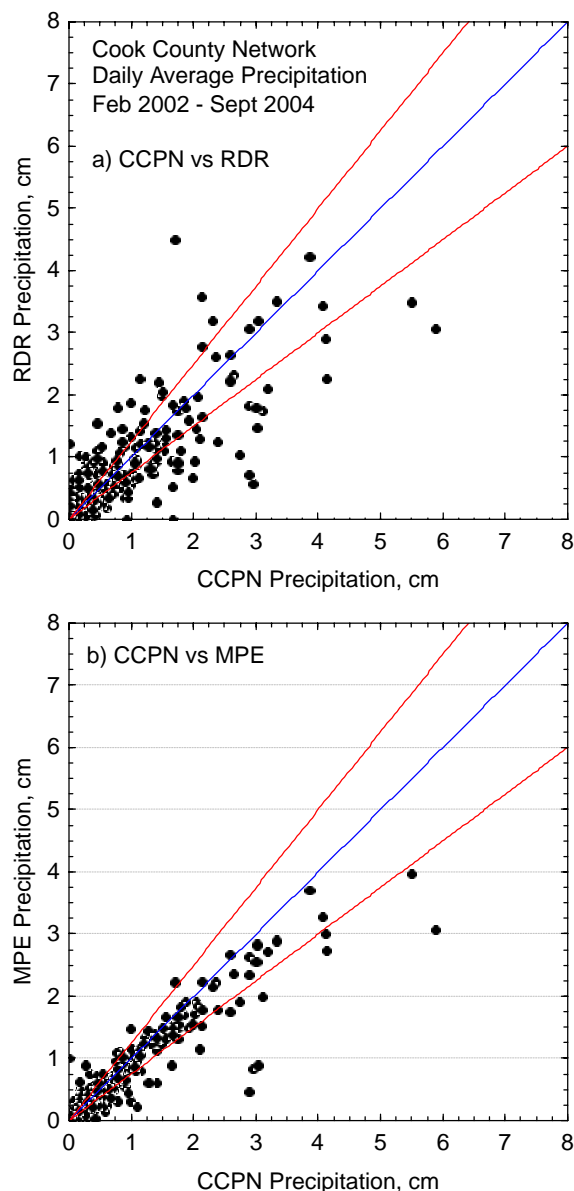 Cook County Network
Daily Average Precipitation
Feb 2002 - Sept 2004
a) CCPN vs RDR
RDR Precipitation, cm
8
7
6
5
4
3
2
1
0
0 1 2 3 4 5 6 7 8
CCPN Precipitation, cm
b) CCPN vs MPE
MPE Precipitation, cm
8
7
6
5
4
3
2
1
0
0 1 2 3 4 5 6 7 8
CCPN Precipitation, cm